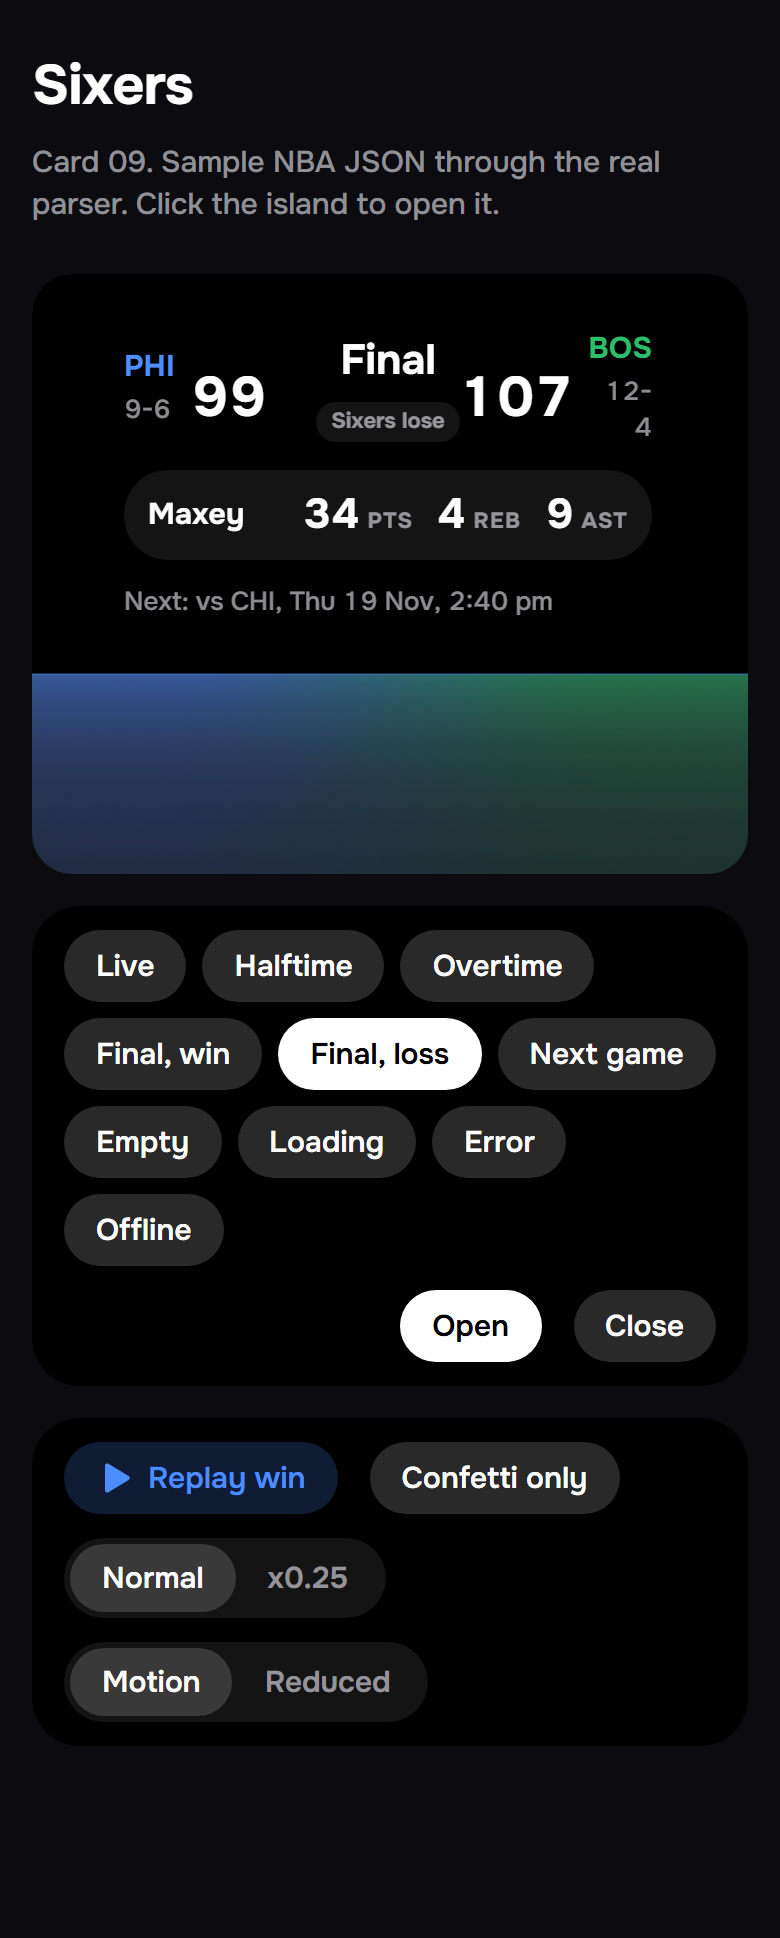 Sixers
Card 09. Sample NBA JSON through the real
parser. Click the island to open it.
PHI
9-6
99
Final
Sixers lose
107
BOS
12-
4
Maxey 34 PTS 4 REB 9 AST
Next: vs CHI, Thu 19 Nov, 2:40 pm
Live Halftime Overtime
Final, win Final, loss Next game
Empty Loading Error
Offline
Open Close
Replay win Confetti only
Normal x0.25
Motion Reduced